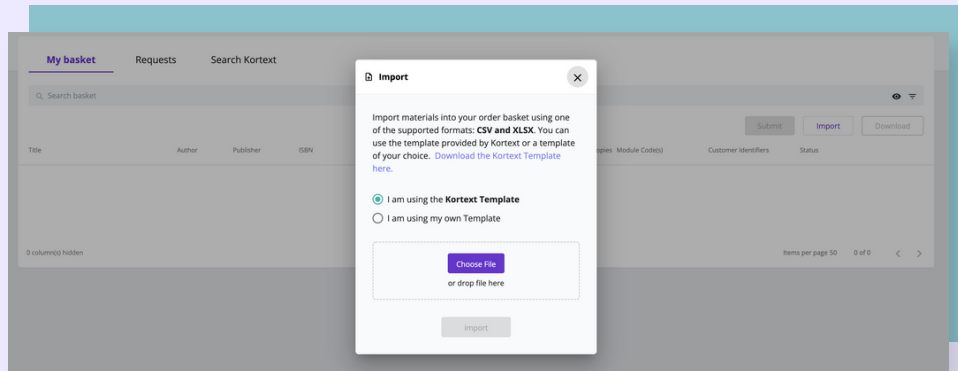 My basket Requests Search Kortext
Import
Search basket
Import materials into your order basket using one
of the supported formats: CSV and XLSX. You can
use the template provided by Kortext or a template
of your choice. Download the Kortext Template
here.
Submit Import Download
Title Author Publisher ISBN opies Module Code(s) Customer Identifiers Status
I am using the Kortext Template
I am using my own Template
0 column(s) hidden
Items per page 50 0 of 0
Choose File
or drop file here
Import